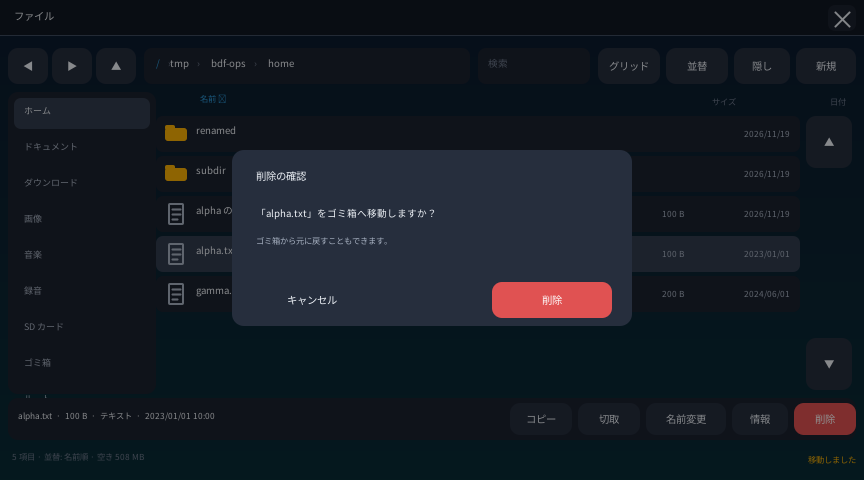 ファイル
/ tmp › bdf-ops › home
検索
グリッド
並替
隠し
新規
ホーム
ドキュメント
ダウンロード
画像
音楽
録音
SD カード
ゴミ箱
名前
サイズ
日付
renamed
2026/11/19
subdir
2026/11/19
alpha の
100 B
2026/11/19
alpha.tx
100 B
2023/01/01
gamma.
200 B
2024/06/01
削除の確認
「alpha.txt」をゴミ箱へ移動しますか？
ゴミ箱から元に戻すこともできます。
キャンセル
削除
alpha.txt · 100 B · テキスト · 2023/01/01 10:00
コピー
切取
名前変更
情報
削除
5 項目 · 並替: 名前順 · 空き 508 MB
移動しました